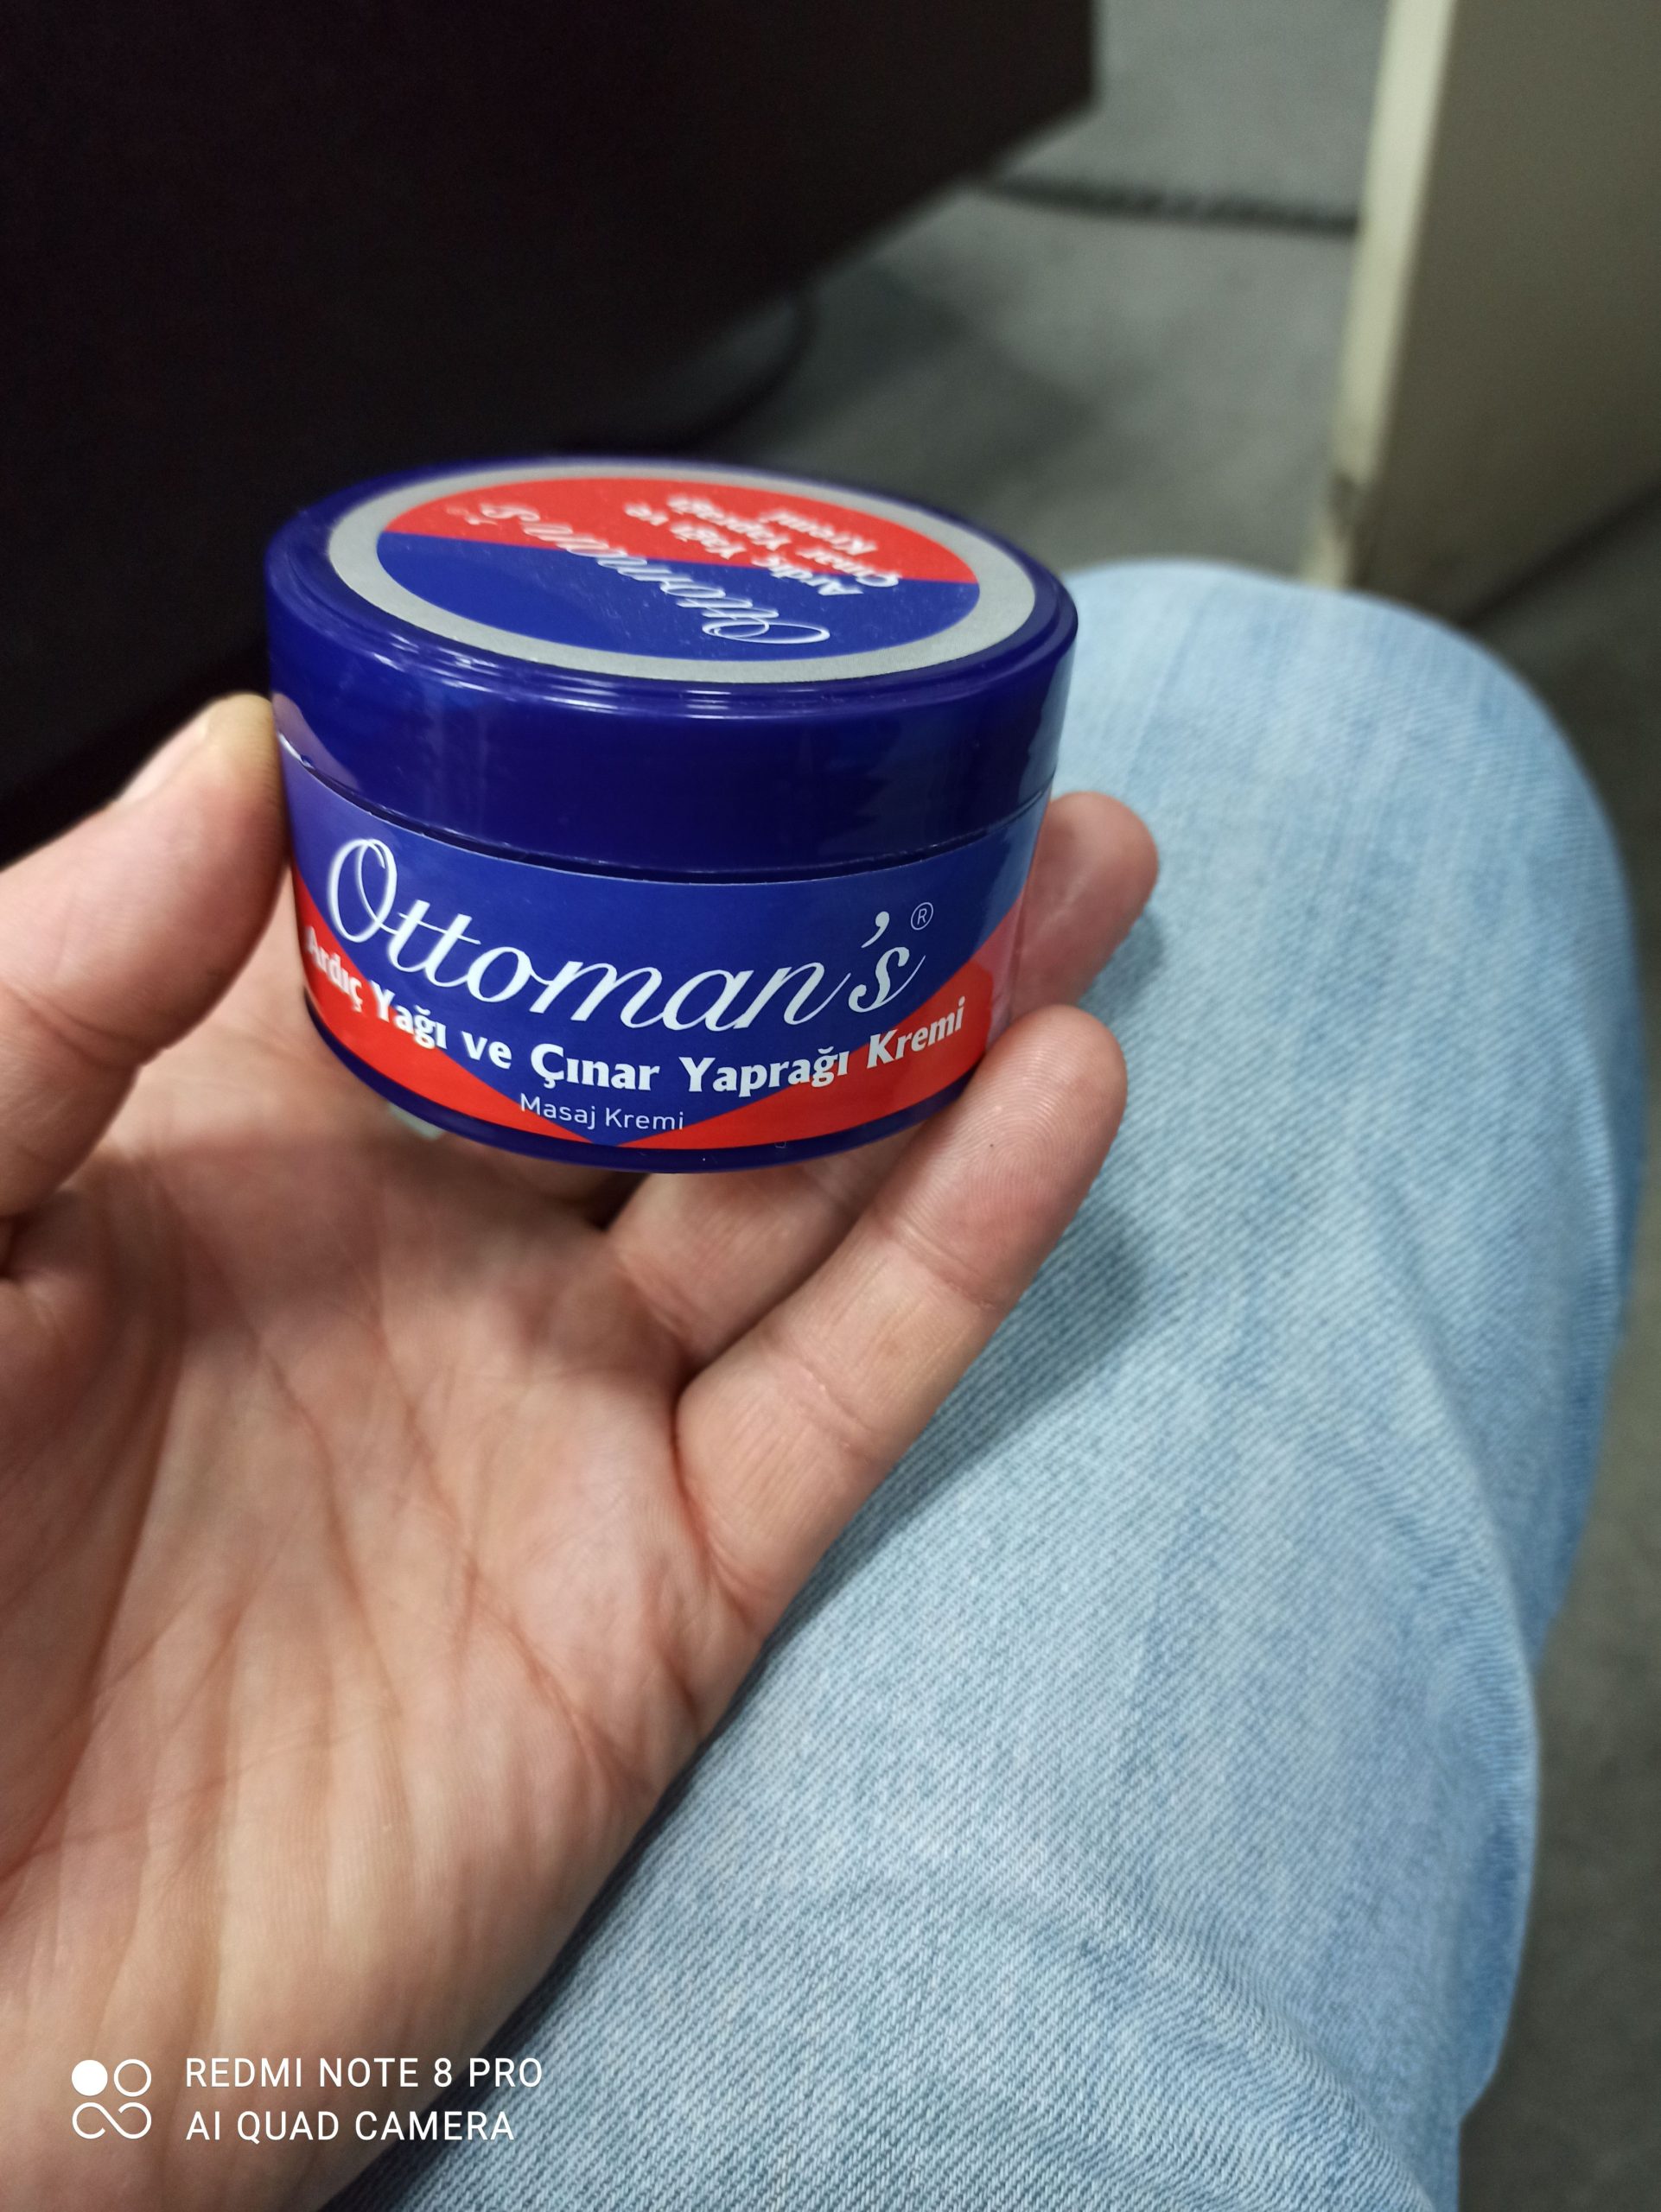 Ottoman's
Ardıç Yağı ve
Çınar Yaprağı
Kremi
Ottoman's®
Ardıç Yağı ve Çınar Yaprağı Kremi
Masaj Kremi
REDMI NOTE 8 PRO
AI QUAD CAMERA